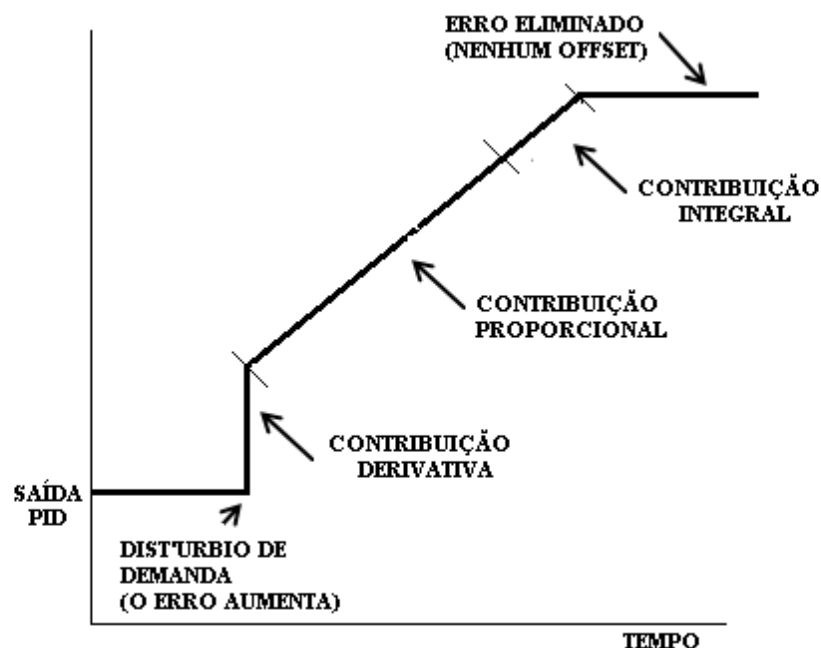 ERRO ELIMINADO
(NENHUM OFFSET)
CONTRIBUIÇÃO
INTEGRAL
CONTRIBUIÇÃO
PROPORCIONAL
CONTRIBUIÇÃO
DERIVATIVA
SAÍDA
PID
DIST'URBIO DE
DEMANDA
(O ERRO AUMENTA)
TEMPO